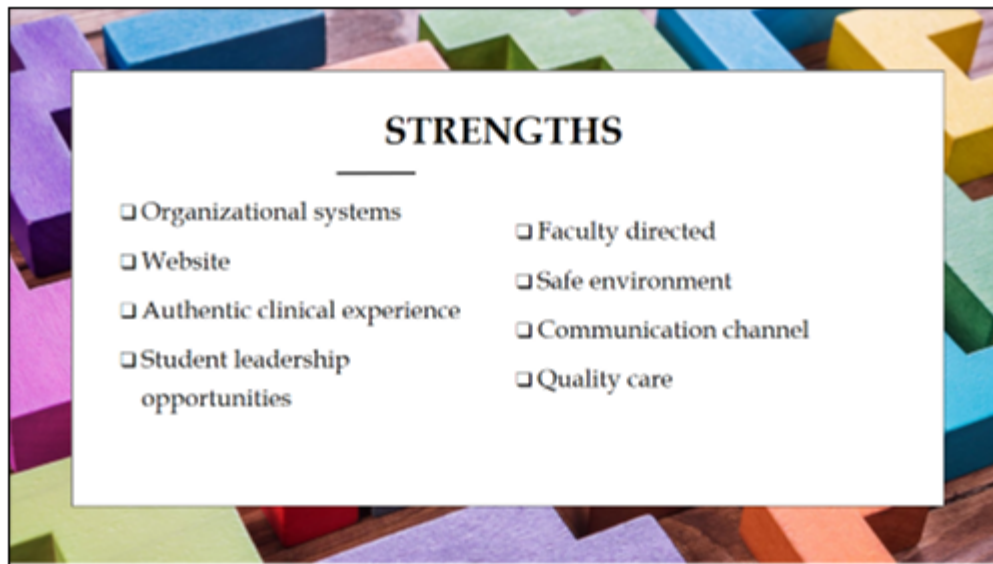 STRENGTHS
❑ Organizational systems
❑ Website
❑ Authentic clinical experience
❑ Student leadership
opportunities
❑ Faculty directed
❑ Safe environment
❑ Communication channel
❑ Quality care